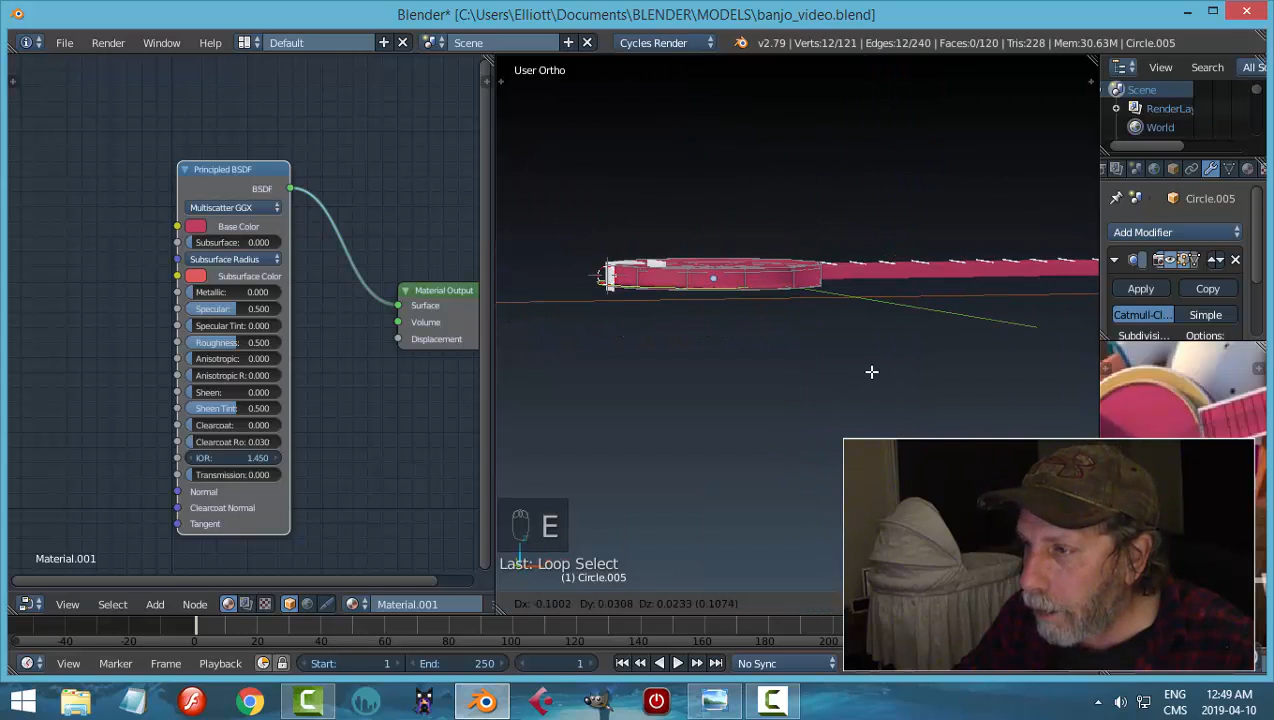 Blender* [C:\Users\Elliott\Documents\BLENDER\MODELS\banjo_video.blend]
File Render Window Help Default Scene Cycles Render v2.79 | Verts:12/121 | Edges:12/240 | Faces:0/120 | Tris:228 | Mem:30.63M | Circle.005
User Ortho
View Search All S
Scene
RenderLay
World
Circle.005
Add Modifier
Apply Copy
Catmull-Cl... Simple
Subdivisi... Options:
Principled BSDF
BSDF
Multiscatter GGX
Base Color
Subsurface: 0.000
Subsurface Radius
Subsurface Color
Metallic: 0.000
Specular: 0.500
Specular Tint: 0.000
Roughness: 0.500
Anisotropic: 0.000
Anisotropic R: 0.000
Sheen: 0.000
Sheen Tint: 0.500
Clearcoat: 0.000
Clearcoat Ro: 0.030
IOR: 1.450
Transmission: 0.000
Normal
Clearcoat Normal
Tangent
Material Output
Surface
Volume
Displacement
Material.001
E
Last: Loop Select
(1) Circle.005
Dx: -0.1002 Dy: 0.0308 Dz: 0.0233 (0.1074)
View Select Add Node Material.001
-40 -20 0 20 40 60 80 100 120 140 160 180 200
View Marker Frame Playback Start: 1 End: 250 1 No Sync
ENG
CMS
12:49 AM
2019-04-10